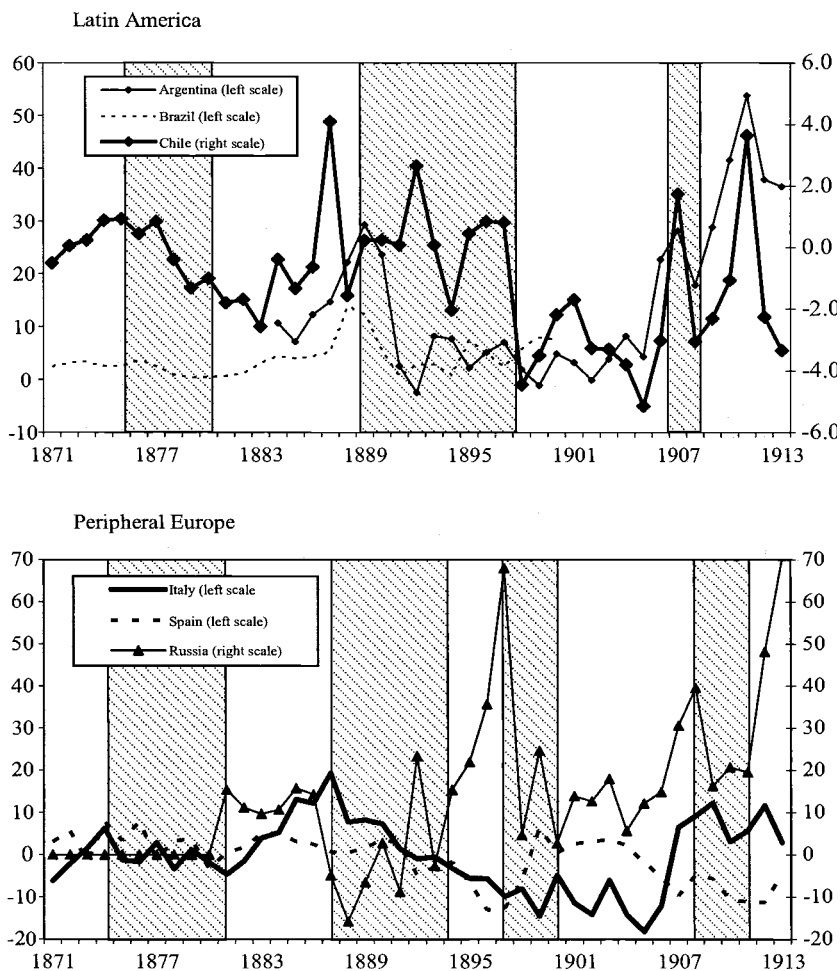 Latin America
60 6.0
50 4.0
40 2.0
30 0.0
20 -2.0
10 -4.0
0 -6.0
-10
Argentina (left scale)
Brazil (left scale)
Chile (right scale)
1871 1877 1883 1889 1895 1901 1907 1913
Peripheral Europe
70 70
60 60
50 50
40 40
30 30
20 20
10 10
0 0
-10 -10
-20 -20
Italy (left scale
Spain (left scale)
Russia (right scale)
1871 1877 1883 1889 1895 1901 1907 1913